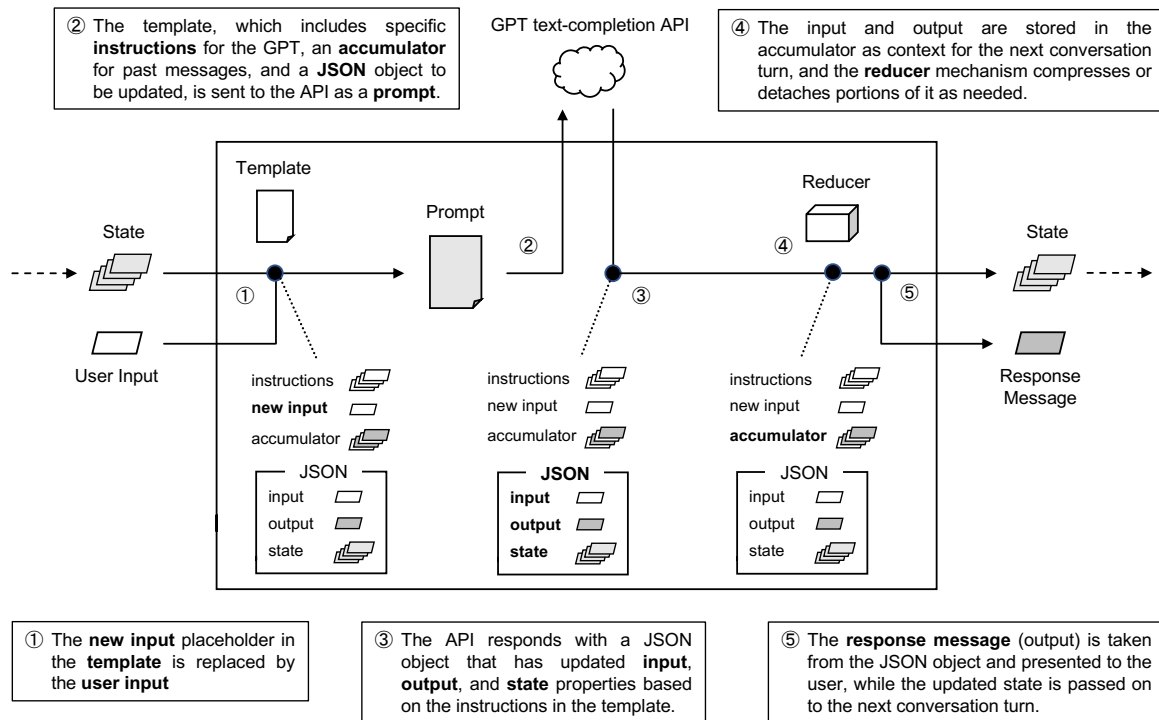 ② The template, which includes specific
instructions for the GPT, an accumulator
for past messages, and a JSON object to
be updated, is sent to the API as a prompt.
GPT text-completion API
④ The input and output are stored in the
accumulator as context for the next conversation
turn, and the reducer mechanism compresses or
detaches portions of it as needed.
Template
Prompt
Reducer
State
②
④
State
①
③
⑤
User Input
Response
Message
instructions
new input
accumulator
JSON
input
output
state
instructions
new input
accumulator
JSON
input
output
state
instructions
new input
accumulator
JSON
input
output
state
① The new input placeholder in
the template is replaced by
the user input
③ The API responds with a JSON
object that has updated input,
output, and state properties based
on the instructions in the template.
⑤ The response message (output) is taken
from the JSON object and presented to the
user, while the updated state is passed on
to the next conversation turn.